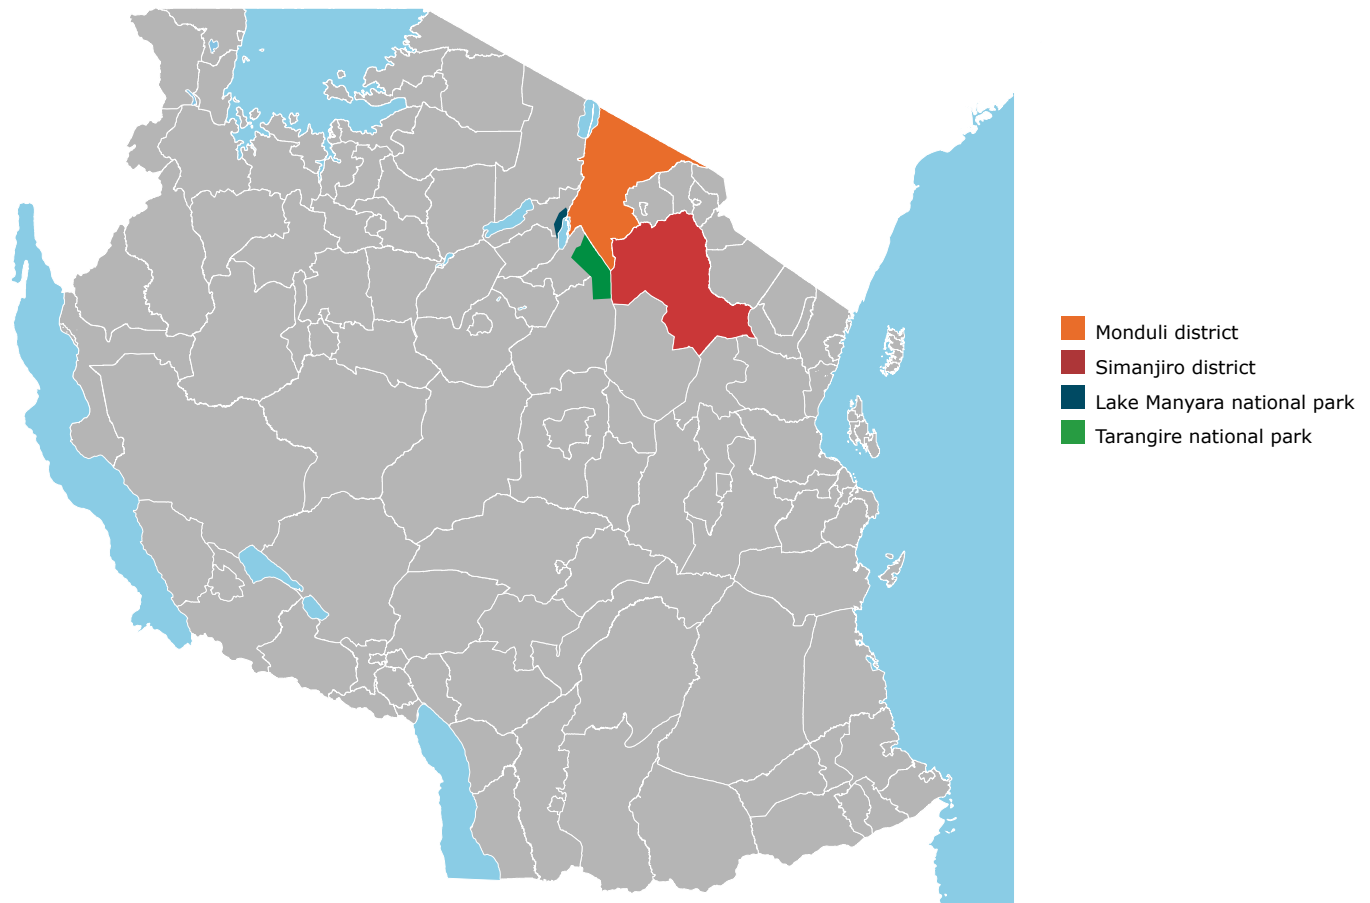 Monduli district
Simanjiro district
Lake Manyara national park
Tarangire national park